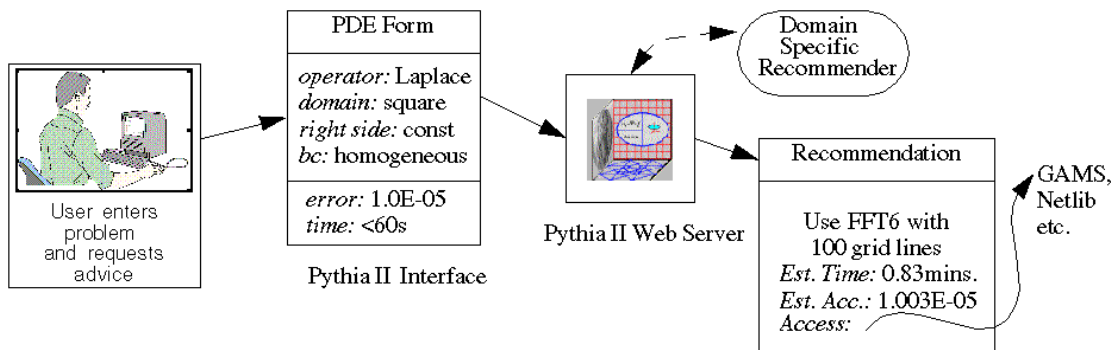 User enters
problem
and requests
advice
PDE Form
operator: Laplace
domain: square
right side: const
bc: homogeneous
error: 1.0E-05
time: <60s
Pythia II Interface
Pythia II Web Server
Domain
Specific
Recommender
Recommendation
Use FFT6 with
100 grid lines
Est. Time: 0.83mins.
Est. Acc.: 1.003E-05
Access:
GAMS,
Netlib
etc.